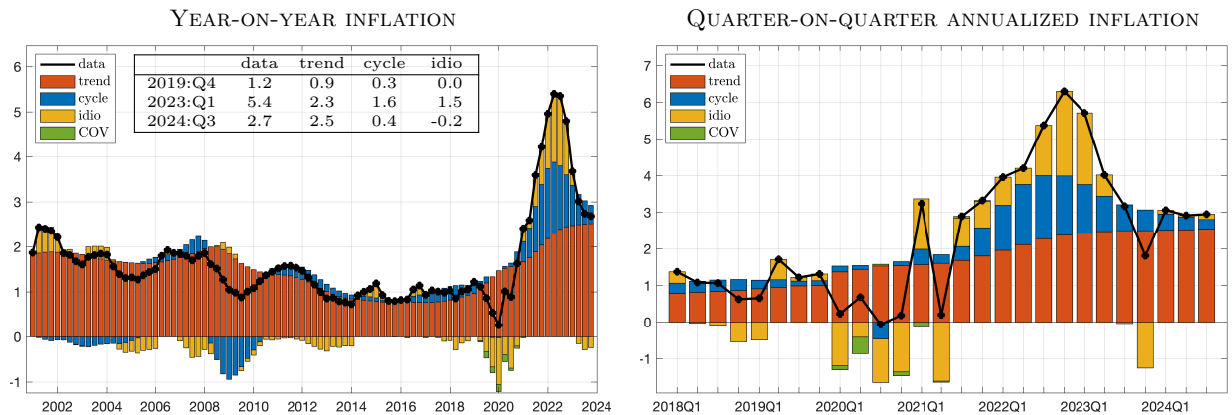 Year-on-year inflation
6
5
4
3
2
1
0
-1
data
trend
cycle
idio
COV
data trend cycle idio
2019:Q4 1.2 0.9 0.3 0.0
2023:Q1 5.4 2.3 1.6 1.5
2024:Q3 2.7 2.5 0.4 -0.2
2002 2004 2006 2008 2010 2012 2014 2016 2018 2020 2022 2024
Quarter-on-quarter annualized inflation
7
6
5
4
3
2
1
0
-1
data
trend
cycle
idio
COV
2018Q1 2019Q1 2020Q1 2021Q1 2022Q1 2023Q1 2024Q1